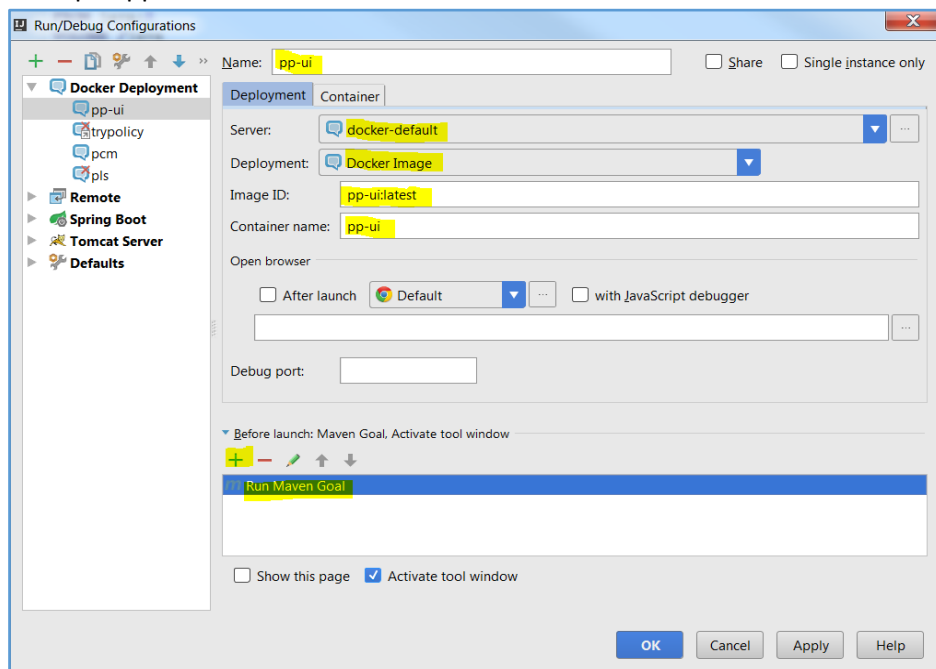 Run/Debug Configurations
Name: pp-ui Share Single instance only
Docker Deployment
pp-ui
trypolicy
pcm
pls
Remote
Spring Boot
Tomcat Server
Defaults
Deployment Container
Server: docker-default
Deployment: Docker Image
Image ID: pp-ui:latest
Container name: pp-ui
Open browser
After launch Default with JavaScript debugger
Debug port:
Before launch: Maven Goal, Activate tool window
Run Maven Goal
Show this page Activate tool window
OK Cancel Apply Help